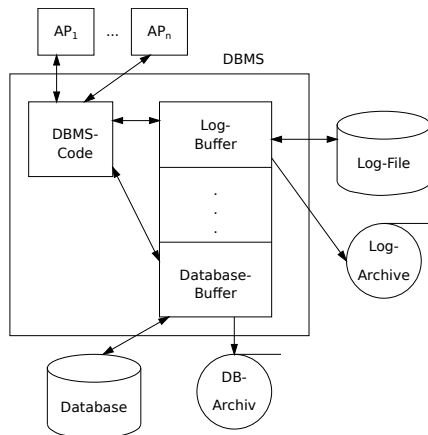 AP1 ... APn
DBMS
DBMS-
Code
Log-
Buffer
Log-File
.
.
.
Log-
Archive
Database-
Buffer
Database
DB-
Archiv